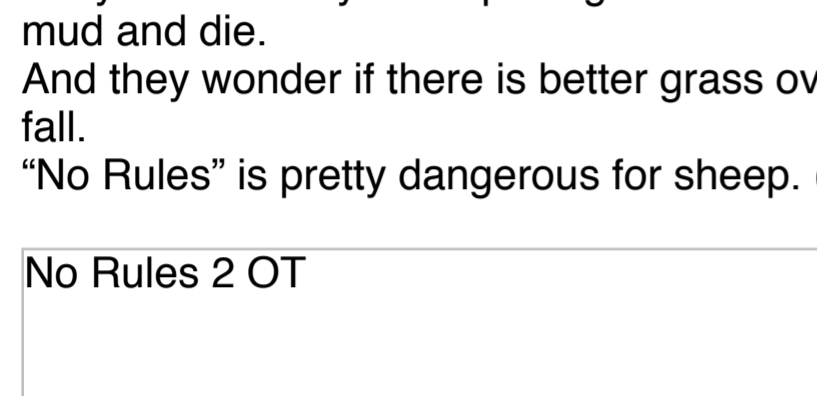 mud and die.
And they wonder if there is better grass
fall.
“No Rules” is pretty dangerous for sheep.
No Rules 2 OT